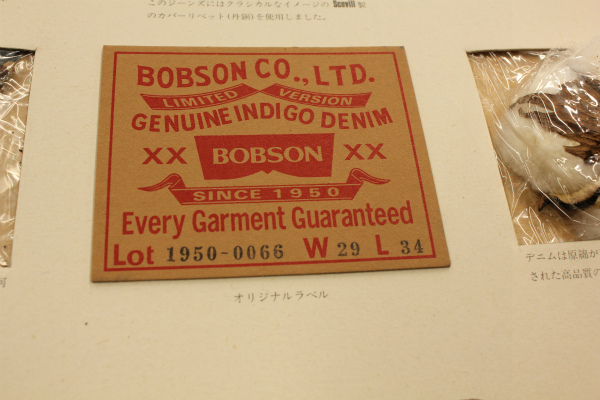 このジーンズにはクラシカルなイメージの Scovill 製
のカバーリベット(丹銅)を使用しました。
BOBSON CO., LTD.
LIMITED VERSION
GENUINE INDIGO DENIM
XX BOBSON XX
SINCE 1950
Every Garment Guaranteed
Lot 1950-0066 W 29 L 34
オリジナルラベル
デニムは原綿が
された高品質の
可